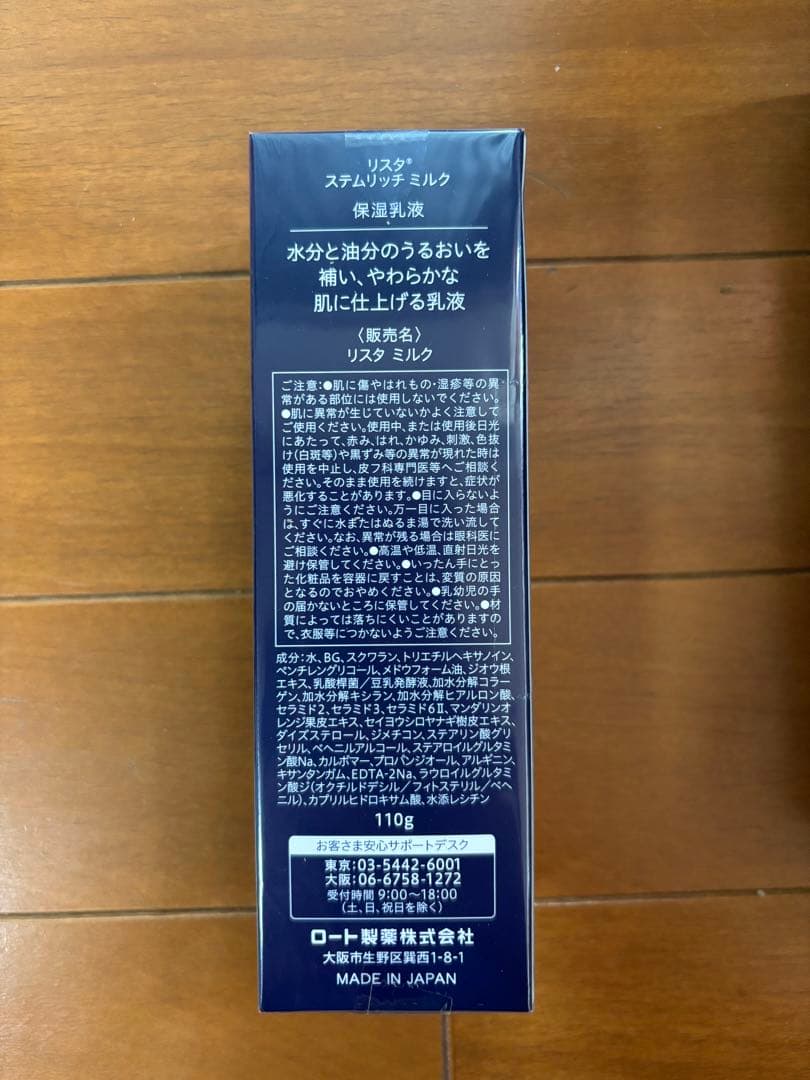 リスタ®
ステムリッチ ミルク
保湿乳液
水分と油分のうるおいを
補い、やわらかな
肌に仕上げる乳液
〈販売名〉
リスタ ミルク
ご注意:●肌に傷やはれもの・湿疹等の異
常がある部位には使用しないでください。
●肌に異常が生じていないかよく注意して
ご使用ください。使用中、または使用後日光
にあたって、赤み、はれ、かゆみ、刺激、色抜
け(白斑等)や黒ずみ等の異常が現れた時は
使用を中止し、皮フ科専門医等へご相談くだ
さい。そのまま使用を続けますと、症状が
悪化することがあります。●目に入らないよ
うにご注意ください。万一目に入った場合
は、すぐに水またはぬるま湯で洗い流して
ください。なお、異常が残る場合は眼科医に
ご相談ください。●高温や低温、直射日光を
避け保管してください。●いったん手にとっ
た化粧品を容器に戻すことは、変質の原因
となるのでおやめください。●乳幼児の手
の届かないところに保管してください。●材
質によっては落ちにくいことがありますの
で、衣服等につかないようご注意ください。
成分:水、BG、スクワラン、トリエチルヘキサノイン、
ペンチレングリコール、メドウフォーム油、ジオウ根
エキス、乳酸桿菌/豆乳発酵液、加水分解コラー
ゲン、加水分解キシラン、加水分解ヒアルロン酸、
セラミド2、セラミド3、セラミド6Ⅱ、マンダリンオ
レンジ果皮エキス、セイヨウシロヤナギ樹皮エキス、
ダイズステロール、ジメチコン、ステアリン酸グリ
セリル、ベヘニルアルコール、ステアロイルグルタミ
ン酸Na、カルボマー、プロパンジオール、アルギニン、
キサンタンガム、EDTA-2Na、ラウロイルグルタミ
ン酸ジ(オクチルドデシル/フィトステリル/ベヘ
ニル)、カプリルヒドロキサム酸、水添レシチン
110g
お客さま安心サポートデスク
東京:03-5442-6001
大阪:06-6758-1272
受付時間 9:00〜18:00
(土、日、祝日を除く)
ロート製薬株式会社
大阪市生野区巽西1-8-1
MADE IN JAPAN